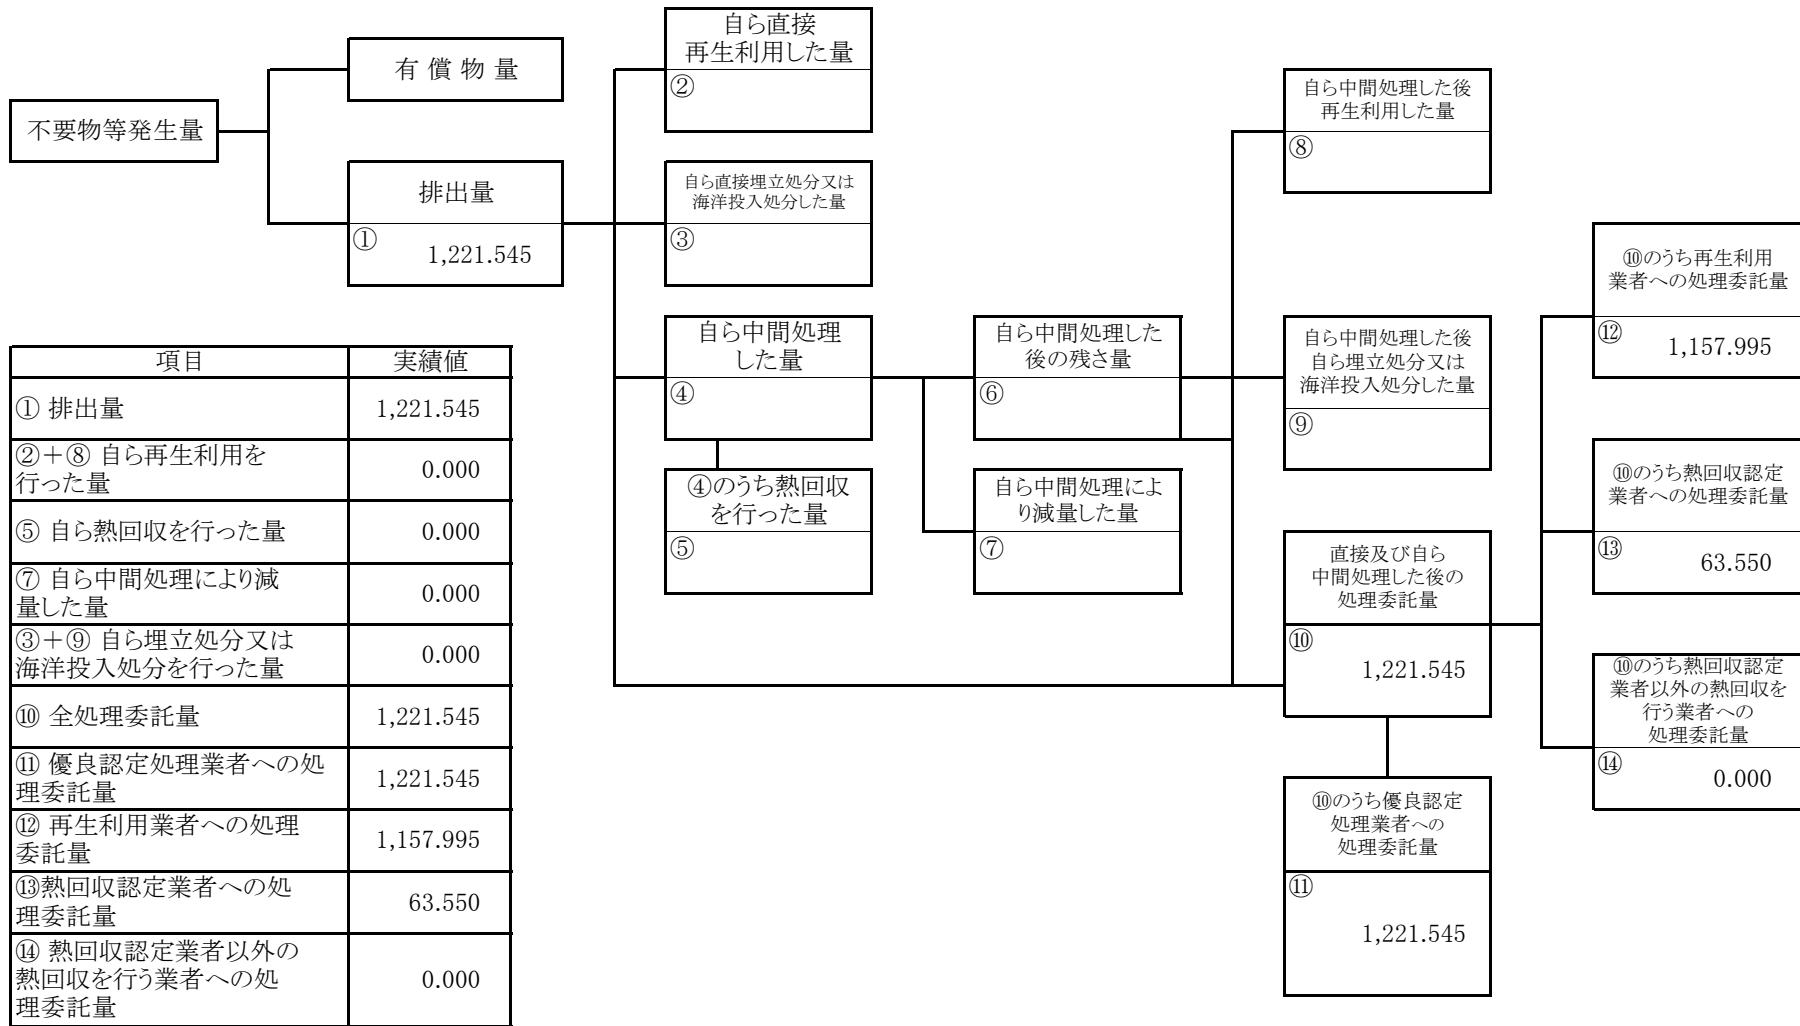 不要物等発生量
有 償 物 量
排出量
①
1,221.545
自ら直接
再生利用した量
②
自ら直接埋立処分又は
海洋投入処分した量
③
自ら中間処理
した量
④
④のうち熱回収
を行った量
⑤
自ら中間処理した
後の残さ量
⑥
自ら中間処理によ
り減量した量
⑦
自ら中間処理した後
再生利用した量
⑧
自ら中間処理した後
自ら埋立処分又は
海洋投入処分した量
⑨
直接及び自ら
中間処理した後の
処理委託量
⑩
1,221.545
⑩のうち優良認定
処理業者への
処理委託量
⑪
1,221.545
⑩のうち再生利用
業者への処理委託量
⑫
1,157.995
⑩のうち熱回収認定
業者への処理委託量
⑬
63.550
⑩のうち熱回収認定
業者以外の熱回収を
行う業者への
処理委託量
⑭
0.000
項目 実績値
① 排出量 1,221.545
②＋⑧ 自ら再生利用を
行った量 0.000
⑤ 自ら熱回収を行った量 0.000
⑦ 自ら中間処理により減
量した量 0.000
③＋⑨ 自ら埋立処分又は
海洋投入処分を行った量 0.000
⑩ 全処理委託量 1,221.545
⑪ 優良認定処理業者への処
理委託量 1,221.545
⑫ 再生利用業者への処理
委託量 1,157.995
⑬熱回収認定業者への処
理委託量 63.550
⑭ 熱回収認定業者以外の
熱回収を行う業者への処
理委託量 0.000